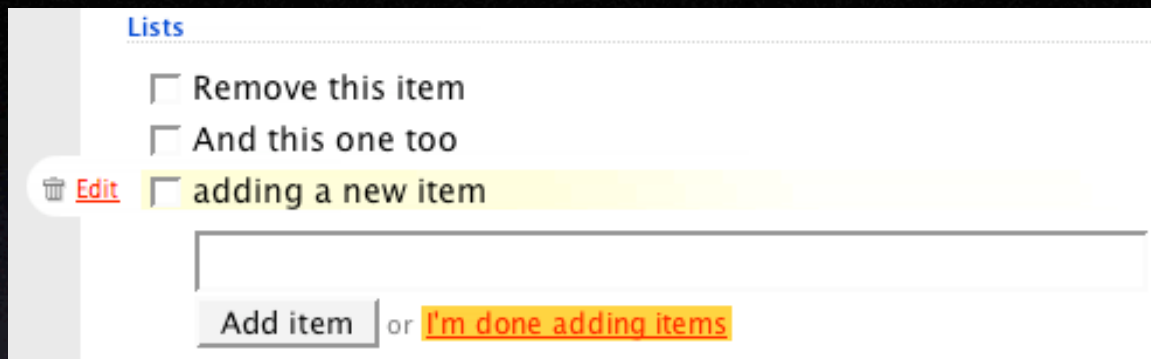 Lists
Remove this item
And this one too
Edit adding a new item
Add item or I'm done adding items